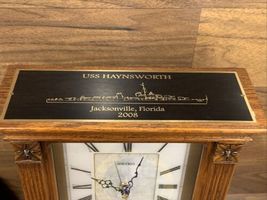 USS HAYNSWORTH
Jacksonville, Florida
2008